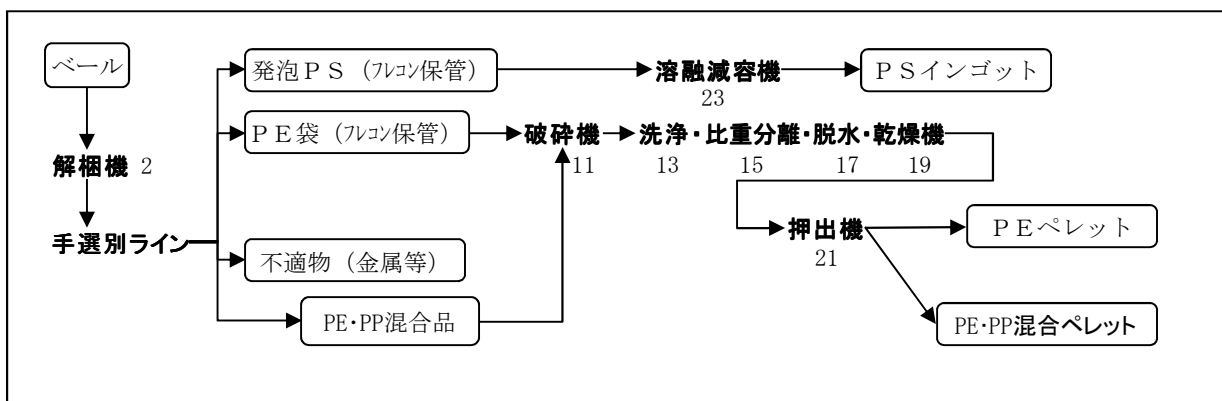 ベール
解梱機 2
手選別ライン
発泡ＰＳ（ﾌﾚｺﾝ保管）
溶融減容機
23
ＰＳインゴット
ＰＥ袋（ﾌﾚｺﾝ保管）
破砕機
11
洗浄・比重分離・脱水・乾燥機
13 15 17 19
不適物（金属等）
押出機
21
ＰＥペレット
PE･PP混合品
PE･PP混合ペレット